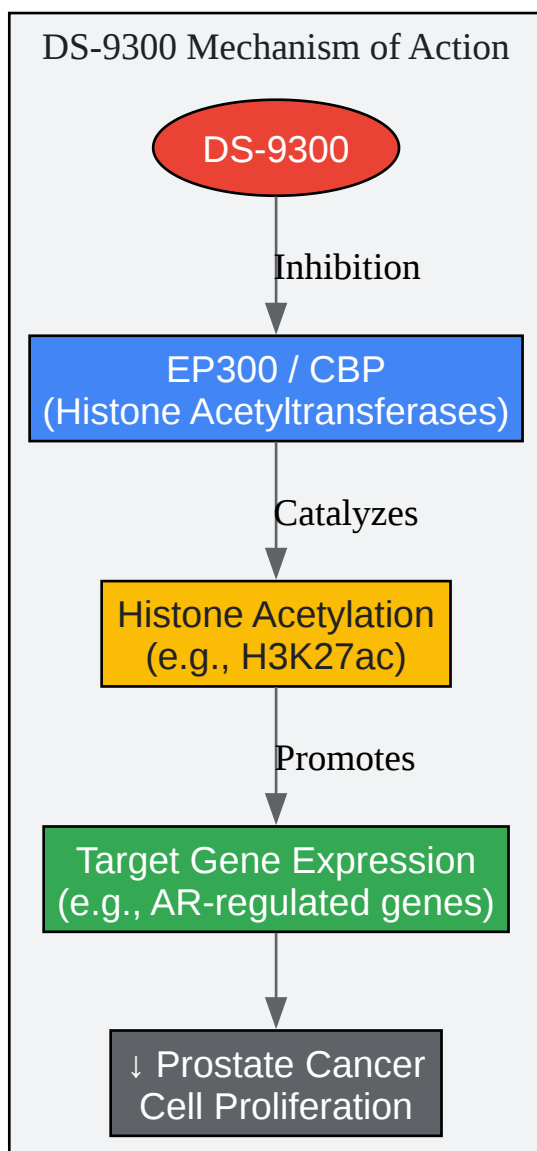 DS-9300 Mechanism of Action
DS-9300
Inhibition
EP300 / CBP
(Histone Acetyltransferases)
Catalyzes
Histone Acetylation
(e.g., H3K27ac)
Promotes
Target Gene Expression
(e.g., AR-regulated genes)
↓ Prostate Cancer
Cell Proliferation